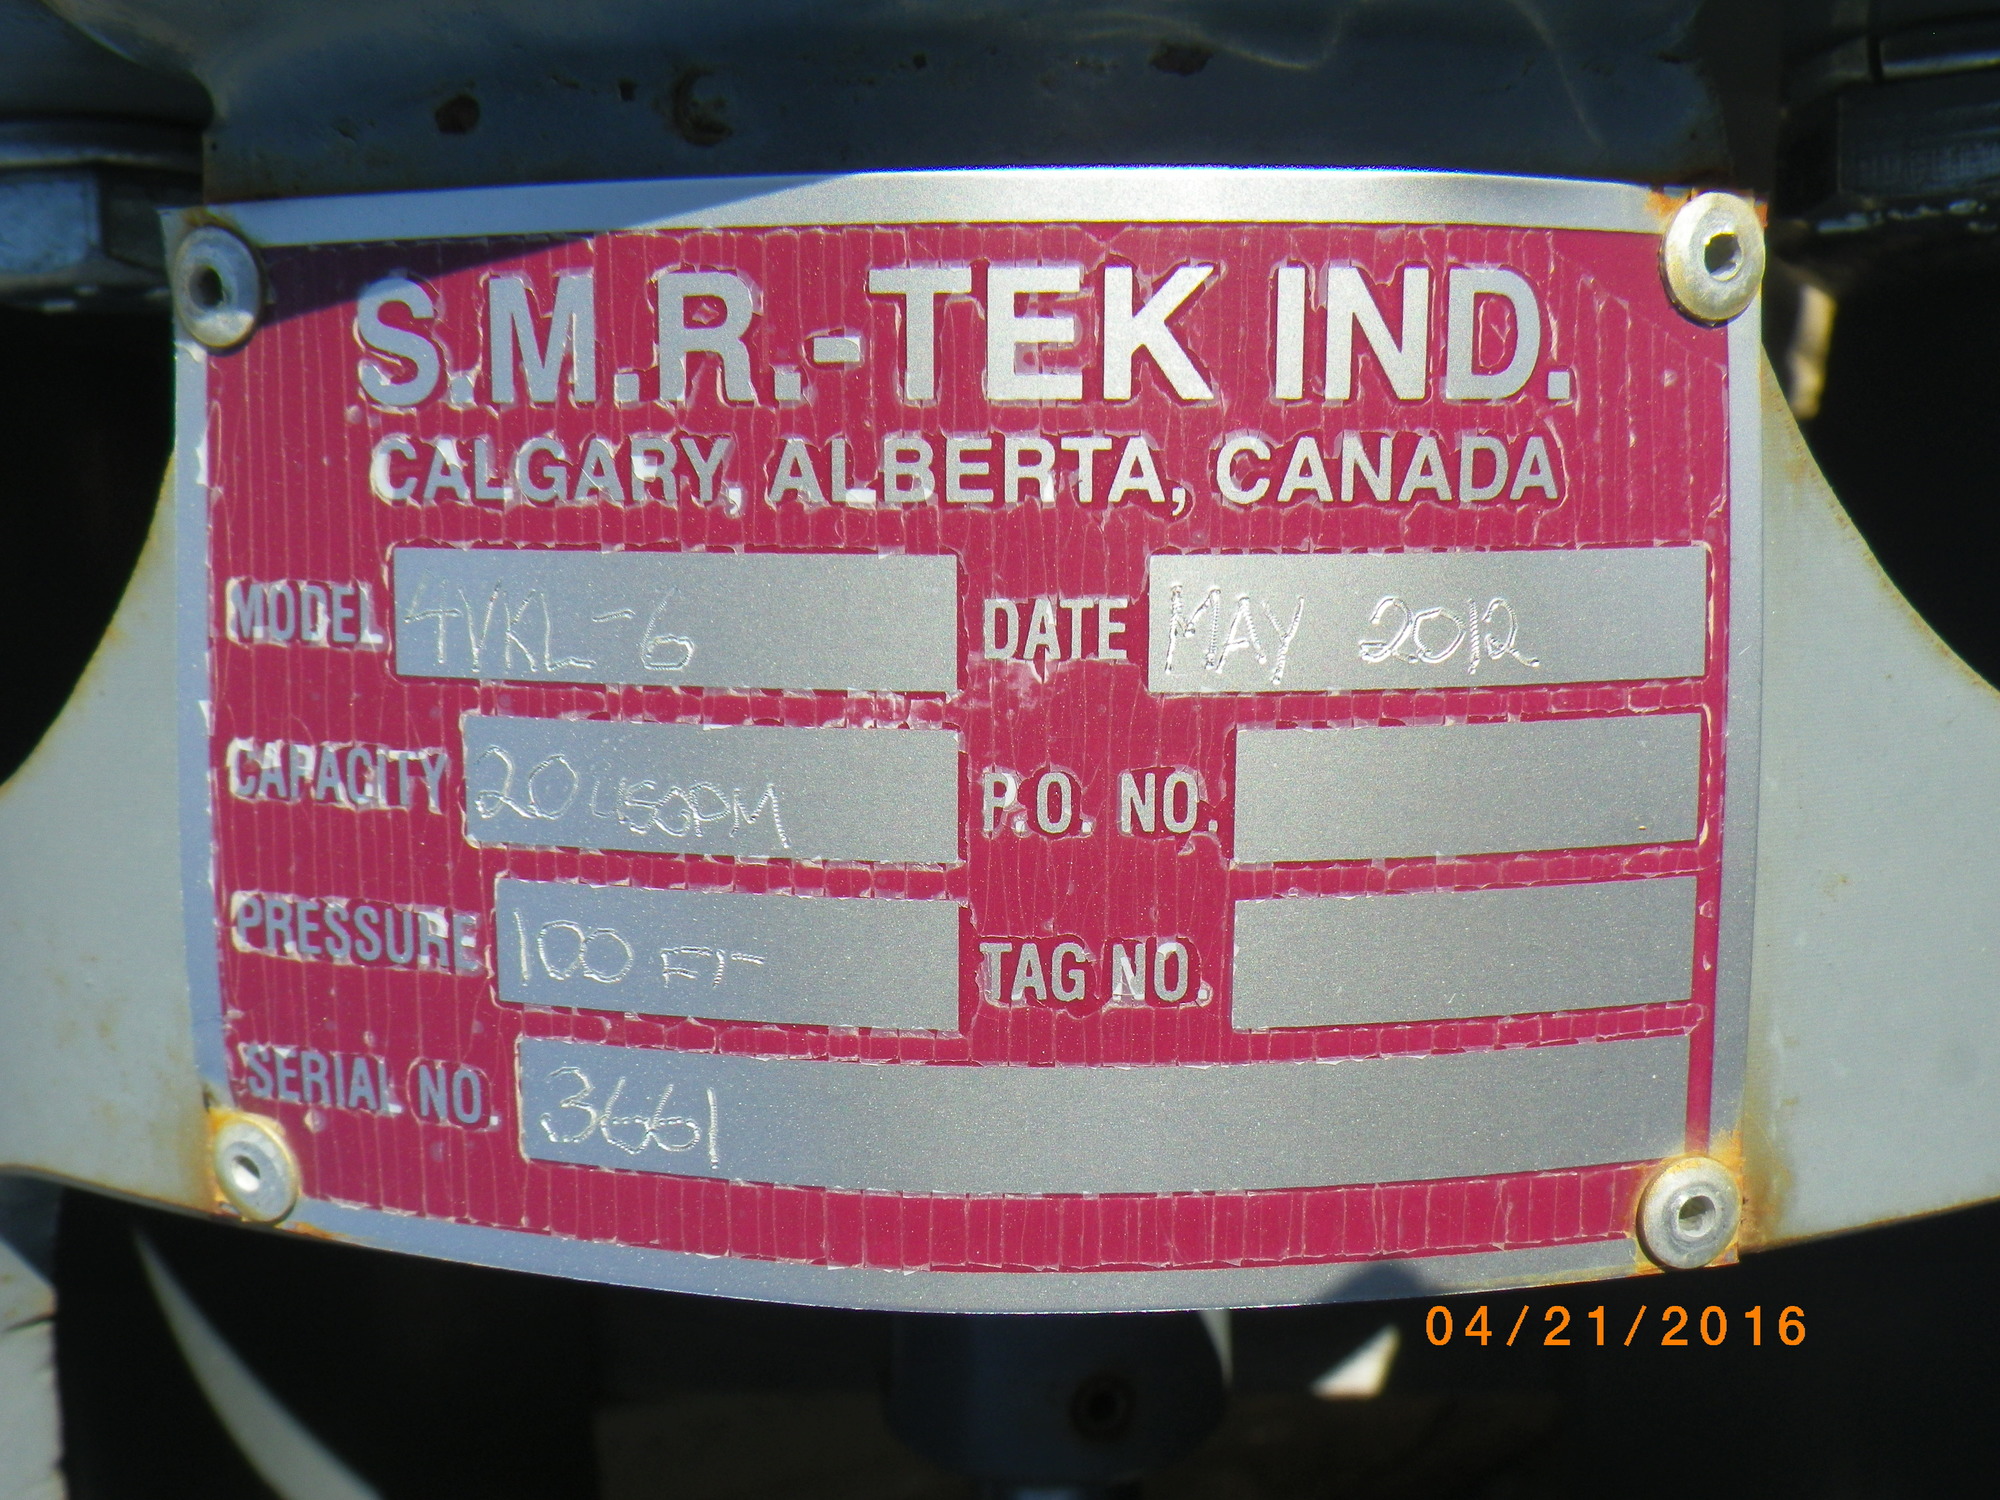 S.M.R.-TEK IND.
CALGARY, ALBERTA, CANADA
MODEL 4VKL-6 DATE MAY 2012
CAPACITY 20 USGPM P.O. NO.
PRESSURE 100 FT TAG NO.
SERIAL NO. 3661
04/21/2016